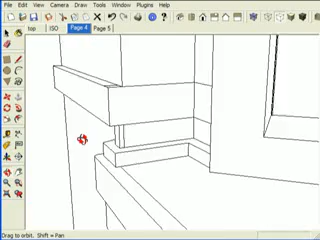 File Edit View Camera Draw Tools Window Plugins Help
top ISO Page 4 Page 5
Drag to orbit. Shift = Pan